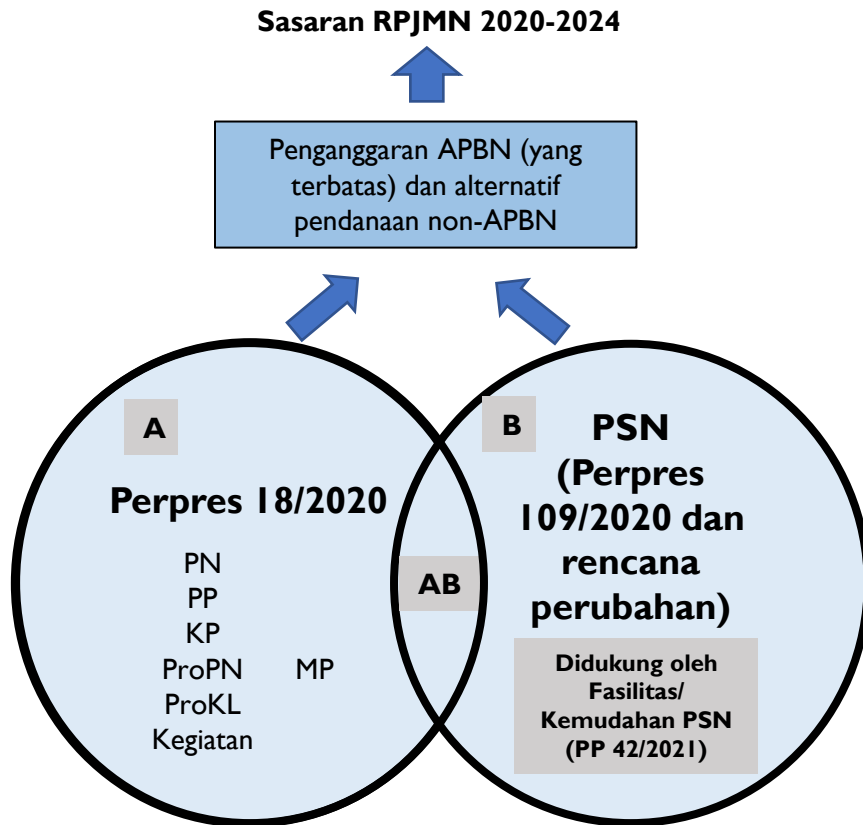 Sasaran RPJMN 2020-2024
Penganggaran APBN (yang
terbatas) dan alternatif
pendanaan non-APBN
A
Perpres 18/2020
PN
PP
KP
ProPN MP
ProKL
Kegiatan
AB
B
PSN
(Perpres
109/2020 dan
rencana
perubahan)
Didukung oleh
Fasilitas/
Kemudahan PSN
(PP 42/2021)